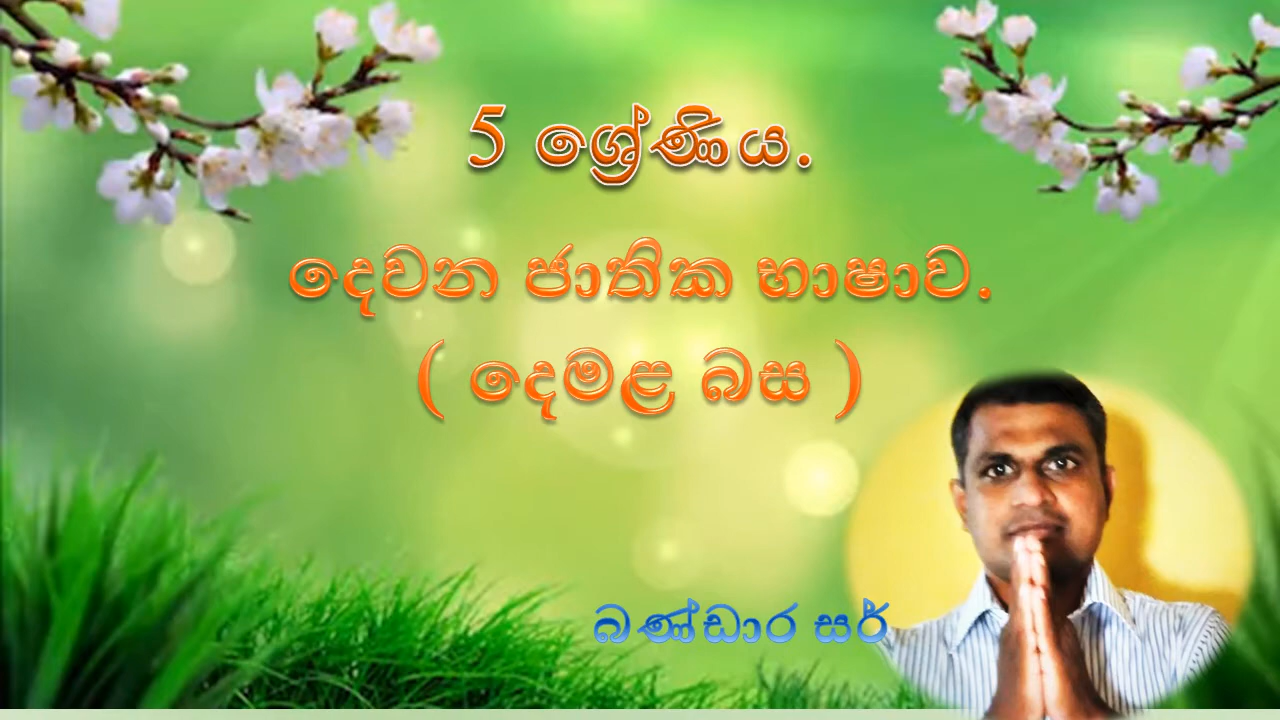 5 ශ්‍රේණිය.
දෙවන ජාතික භාෂාව.
( දෙමළ බස )
බණ්ඩාර සර්